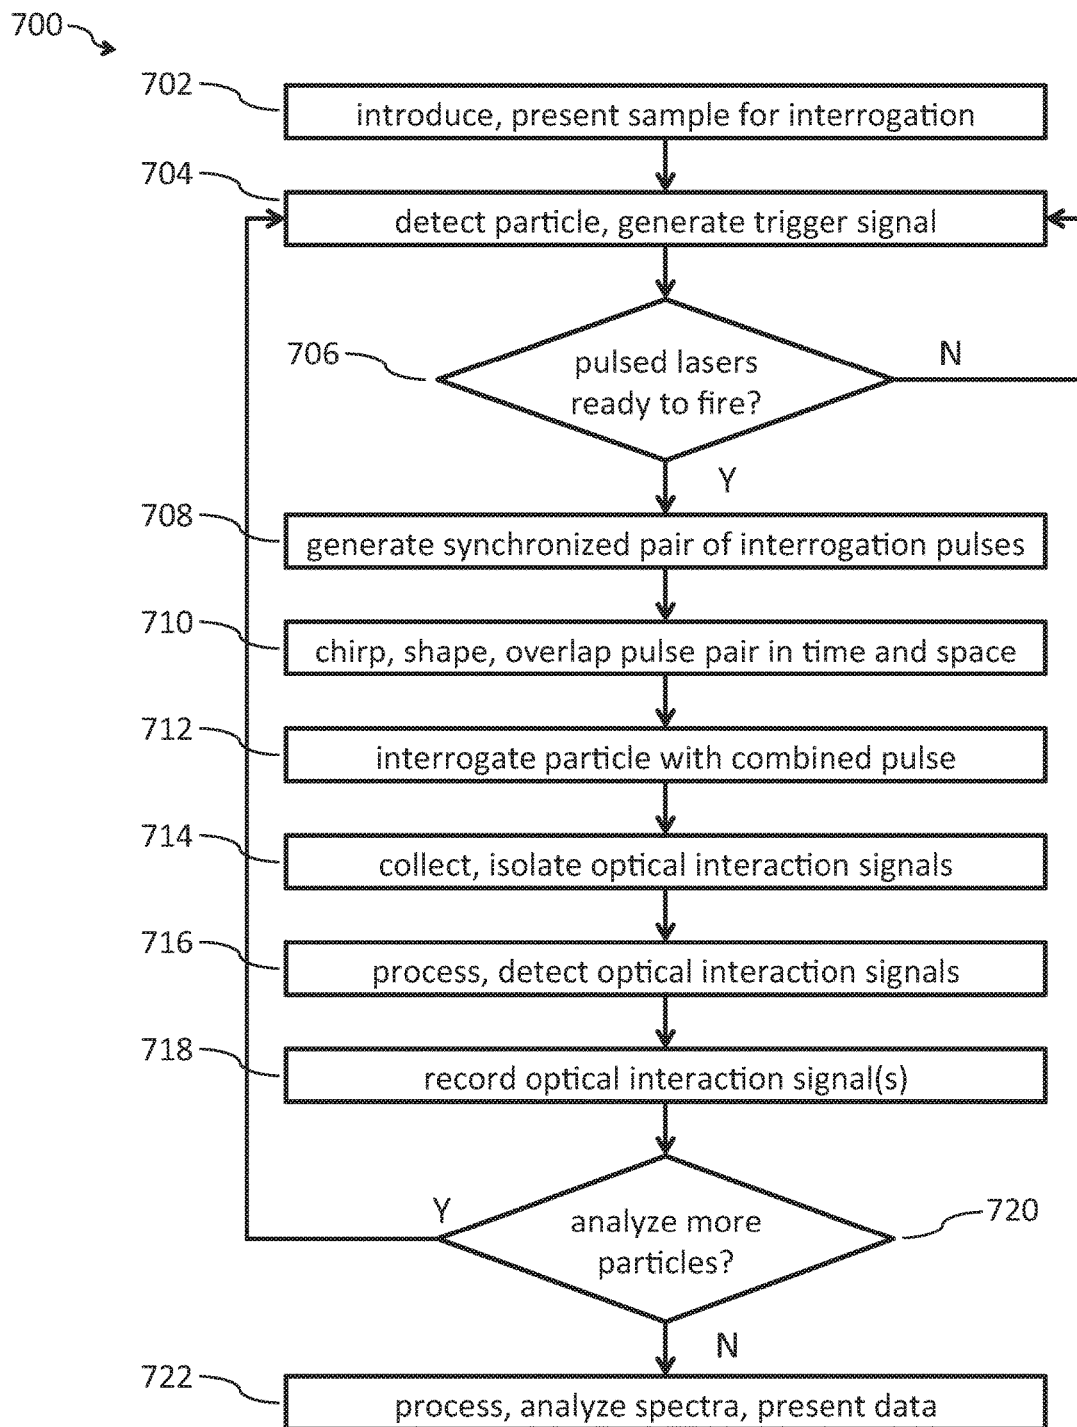 700
702
introduce, present sample for interrogation
704
detect particle, generate trigger signal
706
pulsed lasers
ready to fire?
N
Y
708
generate synchronized pair of interrogation pulses
710
chirp, shape, overlap pulse pair in time and space
712
interrogate particle with combined pulse
714
collect, isolate optical interaction signals
716
process, detect optical interaction signals
718
record optical interaction signal(s)
Y
analyze more
particles?
720
N
722
process, analyze spectra, present data